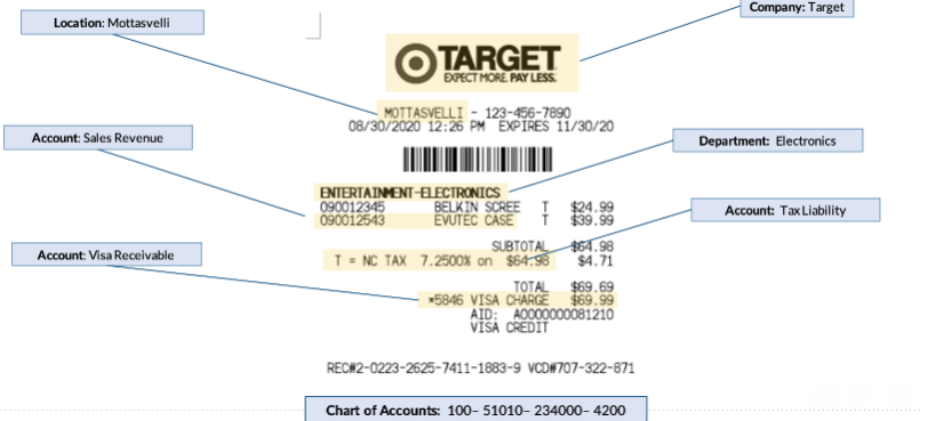 Company: Target
Location: Mottasvelli
TARGET
EXPECT MORE. PAY LESS.
MOTTASVELLI - 123-456-7890
08/30/2020 12:26 PM EXPIRES 11/30/20
Account: Sales Revenue
Department: Electronics
ENTERTAINMENT-ELECTRONICS
090012345 BELKIN SCREE T $24.99
090012543 EVUTEC CASE T $39.99
Account: Tax Liability
SUBTOTAL $64.98
Account: Visa Receivable
T = NC TAX 7.2500% on $64.98 $4.71
TOTAL $69.69
*5846 VISA CHARGE $69.99
AID: A0000000081210
VISA CREDIT
REC#2-0223-2625-7411-1883-9 VCD#707-322-871
Chart of Accounts: 100– 51010– 234000– 4200